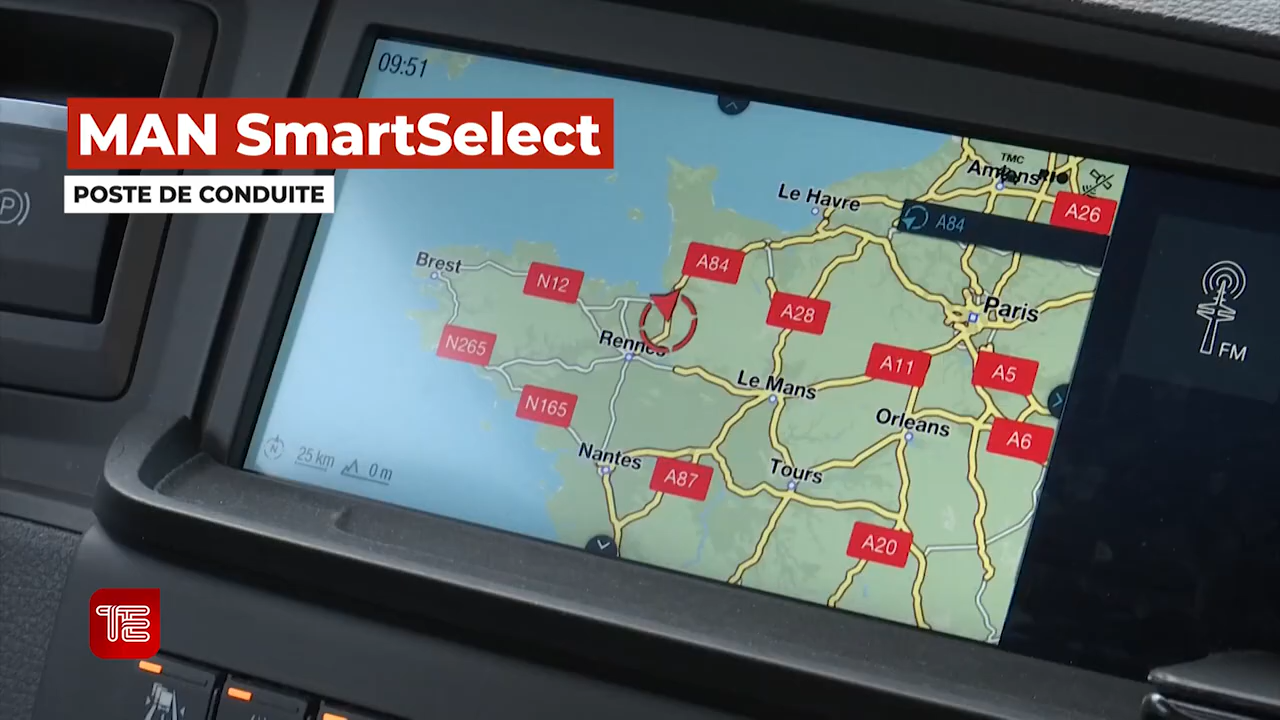 09:51
MAN SmartSelect
POSTE DE CONDUITE
P
TMC
Amiens
Le Havre
A26
A84
Brest
A84
N12
A28
Paris
FM
N265
Rennes
A11
A5
Le Mans
N165
Orleans
A6
Nantes
A87
Tours
25 km
0 m
N
A20
TE